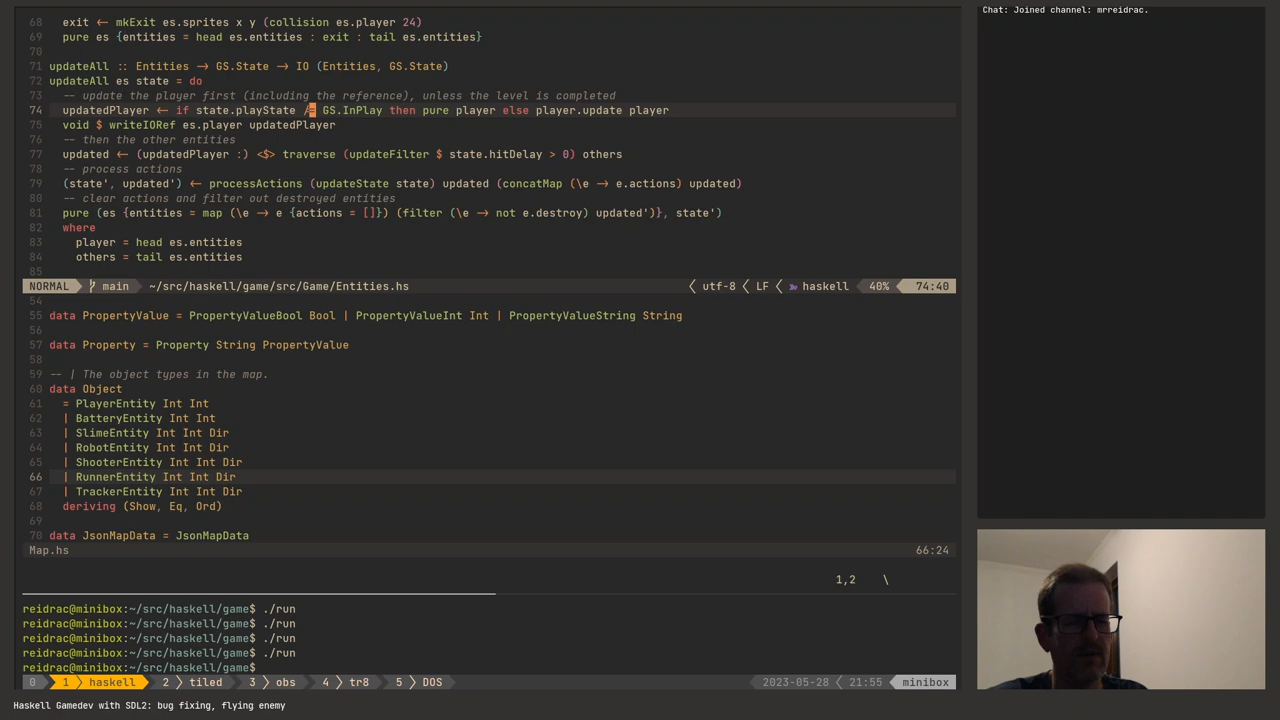 Chat: Joined channel: mrreidrac.
68 exit ← mkExit es.sprites x y (collision es.player 24)
69 pure es {entities = head es.entities : exit : tail es.entities}
70
71 updateAll :: Entities → GS.State → IO (Entities, GS.State)
72 updateAll es state = do
73 -- update the player first (including the reference), unless the level is completed
74 updatedPlayer ← if state.playState /= GS.InPlay then pure player else player.update player
75 void $ writeIORef es.player updatedPlayer
76 -- then the other entities
77 updated ← (updatedPlayer :) <$> traverse (updateFilter $ state.hitDelay > 0) others
78 -- process actions
79 (state', updated') ← processActions (updateState state) updated (concatMap (\e → e.actions) updated)
80 -- clear actions and filter out destroyed entities
81 pure (es {entities = map (\e → e {actions = []}) (filter (\e → not e.destroy) updated')}, state')
82 where
83 player = head es.entities
84 others = tail es.entities
85
NORMAL main ~/src/haskell/game/src/Game/Entities.hs utf-8 LF haskell 40% 74:40
54
55 data PropertyValue = PropertyValueBool Bool | PropertyValueInt Int | PropertyValueString String
56
57 data Property = Property String PropertyValue
58
59 -- | The object types in the map.
60 data Object
61 = PlayerEntity Int Int
62 | BatteryEntity Int Int
63 | SlimeEntity Int Int Dir
64 | RobotEntity Int Int Dir
65 | ShooterEntity Int Int Dir
66 | RunnerEntity Int Int Dir
67 | TrackerEntity Int Int Dir
68 deriving (Show, Eq, Ord)
69
70 data JsonMapData = JsonMapData
Map.hs 66:24
1,2 \
reidrac@minibox:~/src/haskell/game$ ./run
reidrac@minibox:~/src/haskell/game$ ./run
reidrac@minibox:~/src/haskell/game$ ./run
reidrac@minibox:~/src/haskell/game$ ./run
reidrac@minibox:~/src/haskell/game$
0 1 haskell 2 tiled 3 obs 4 tr8 5 DOS 2023-05-28 21:55 minibox
Haskell Gamedev with SDL2: bug fixing, flying enemy